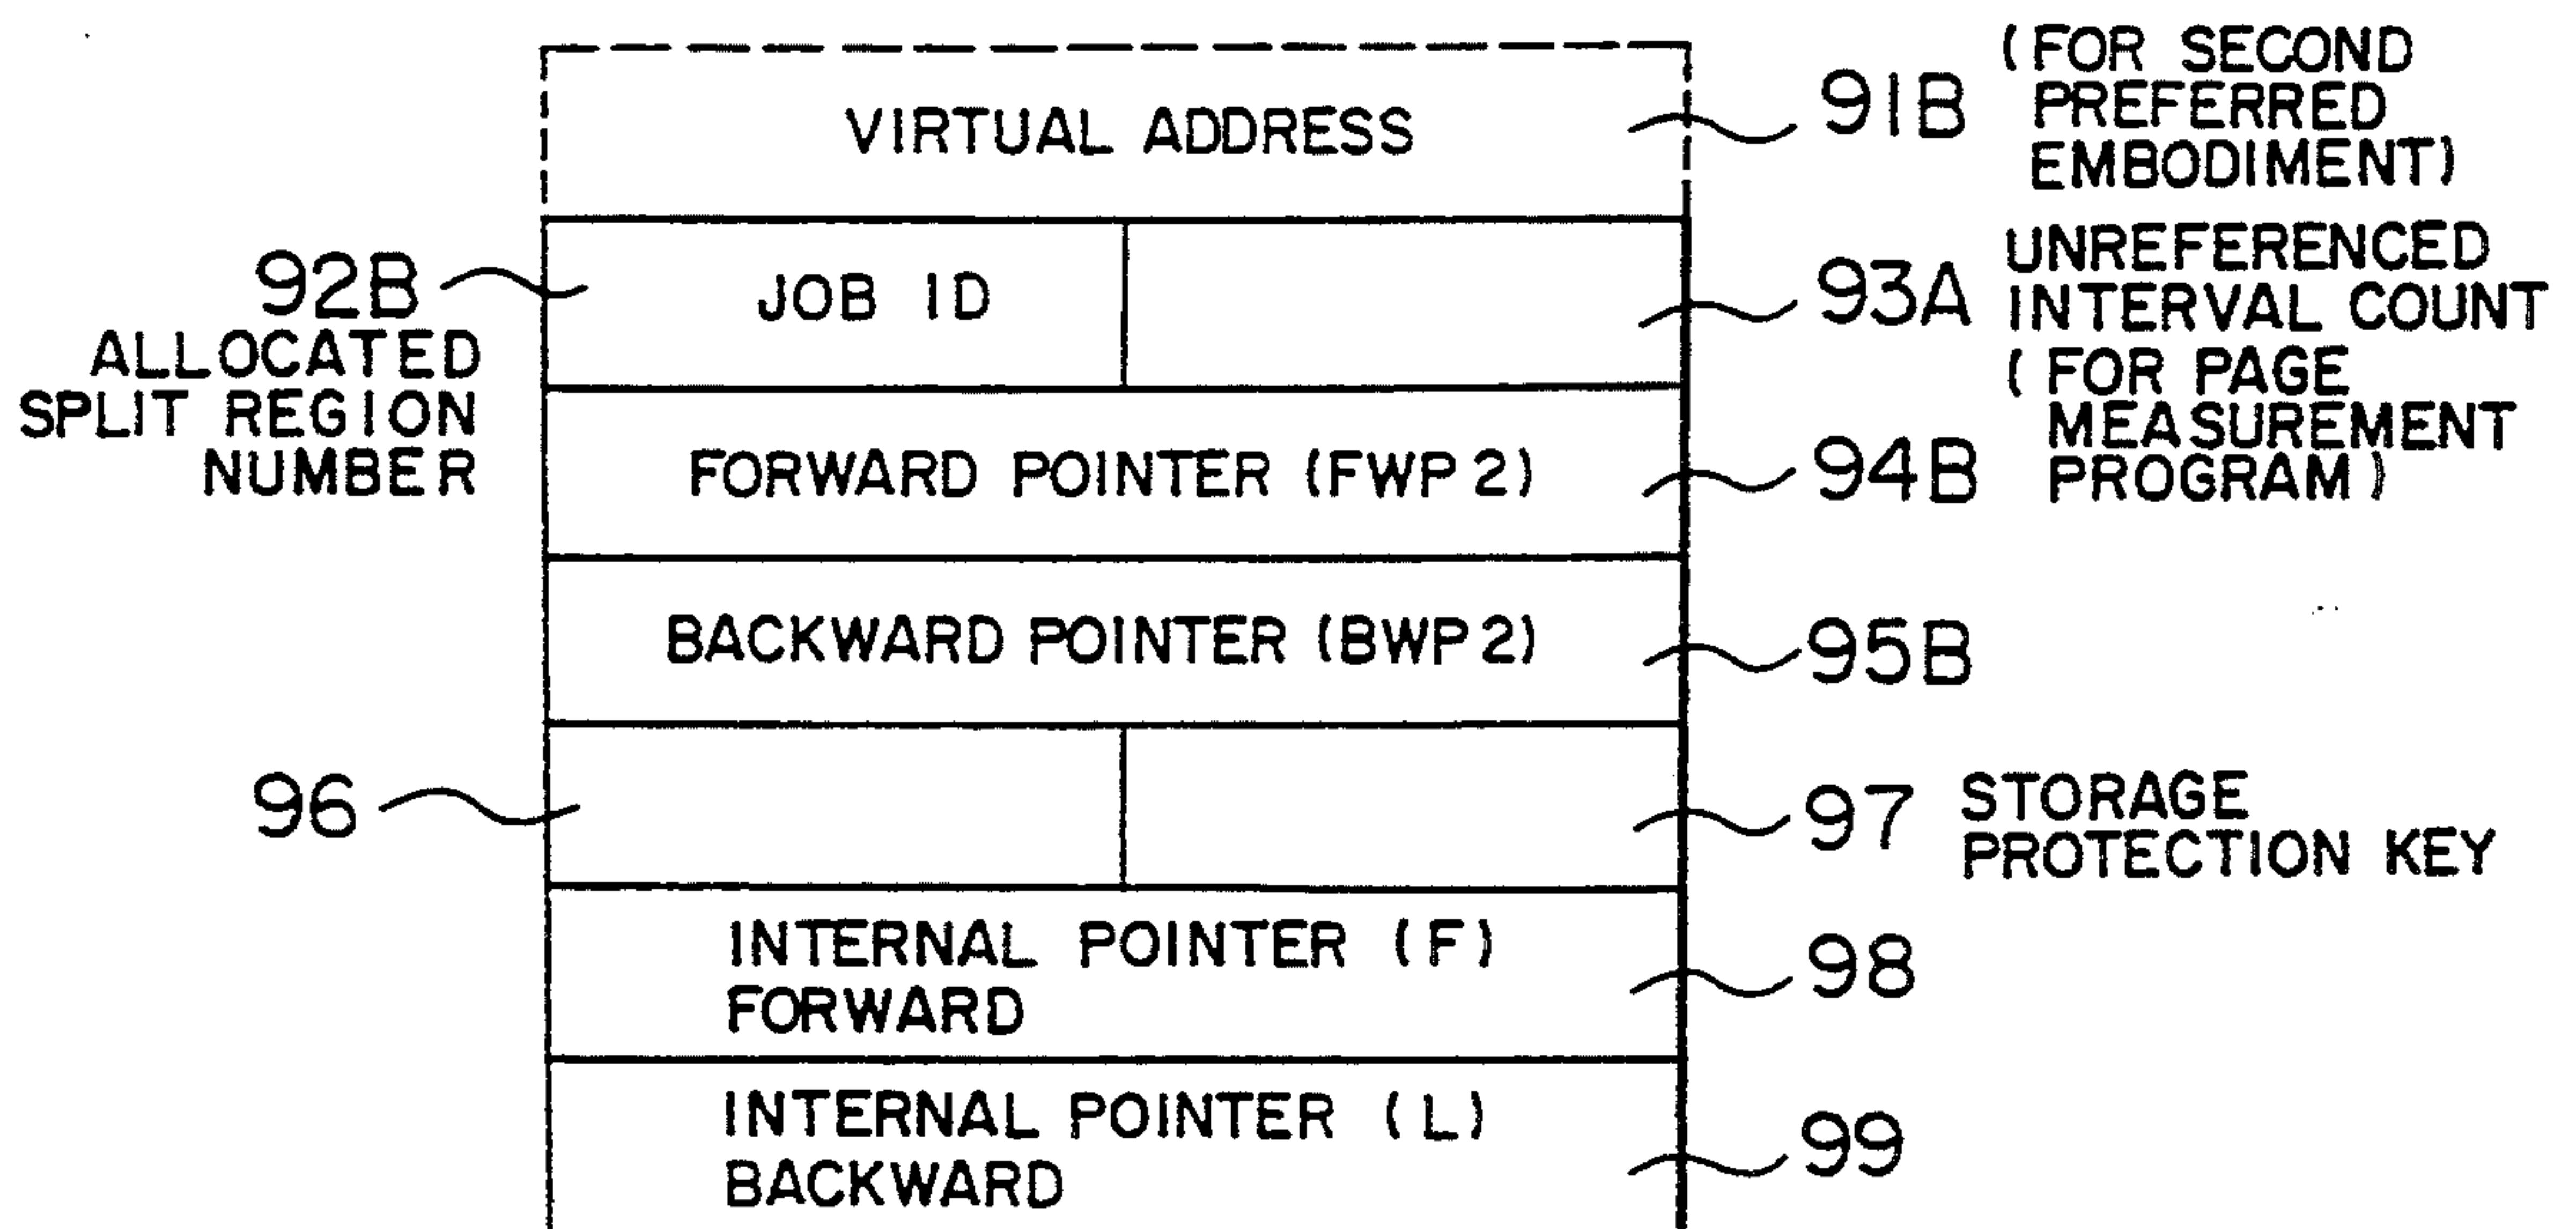 VIRTUAL ADDRESS
91B
(FOR SECOND
PREFERRED
EMBODIMENT)
92B
ALLOCATED
SPLIT REGION
NUMBER
JOB ID
93A
UNREFERENCED
INTERVAL COUNT
(FOR PAGE
MEASUREMENT
PROGRAM)
FORWARD POINTER (FWP2)
94B
BACKWARD POINTER (BWP2)
95B
96
97
STORAGE
PROTECTION KEY
INTERNAL POINTER (F)
FORWARD
98
INTERNAL POINTER (L)
BACKWARD
99